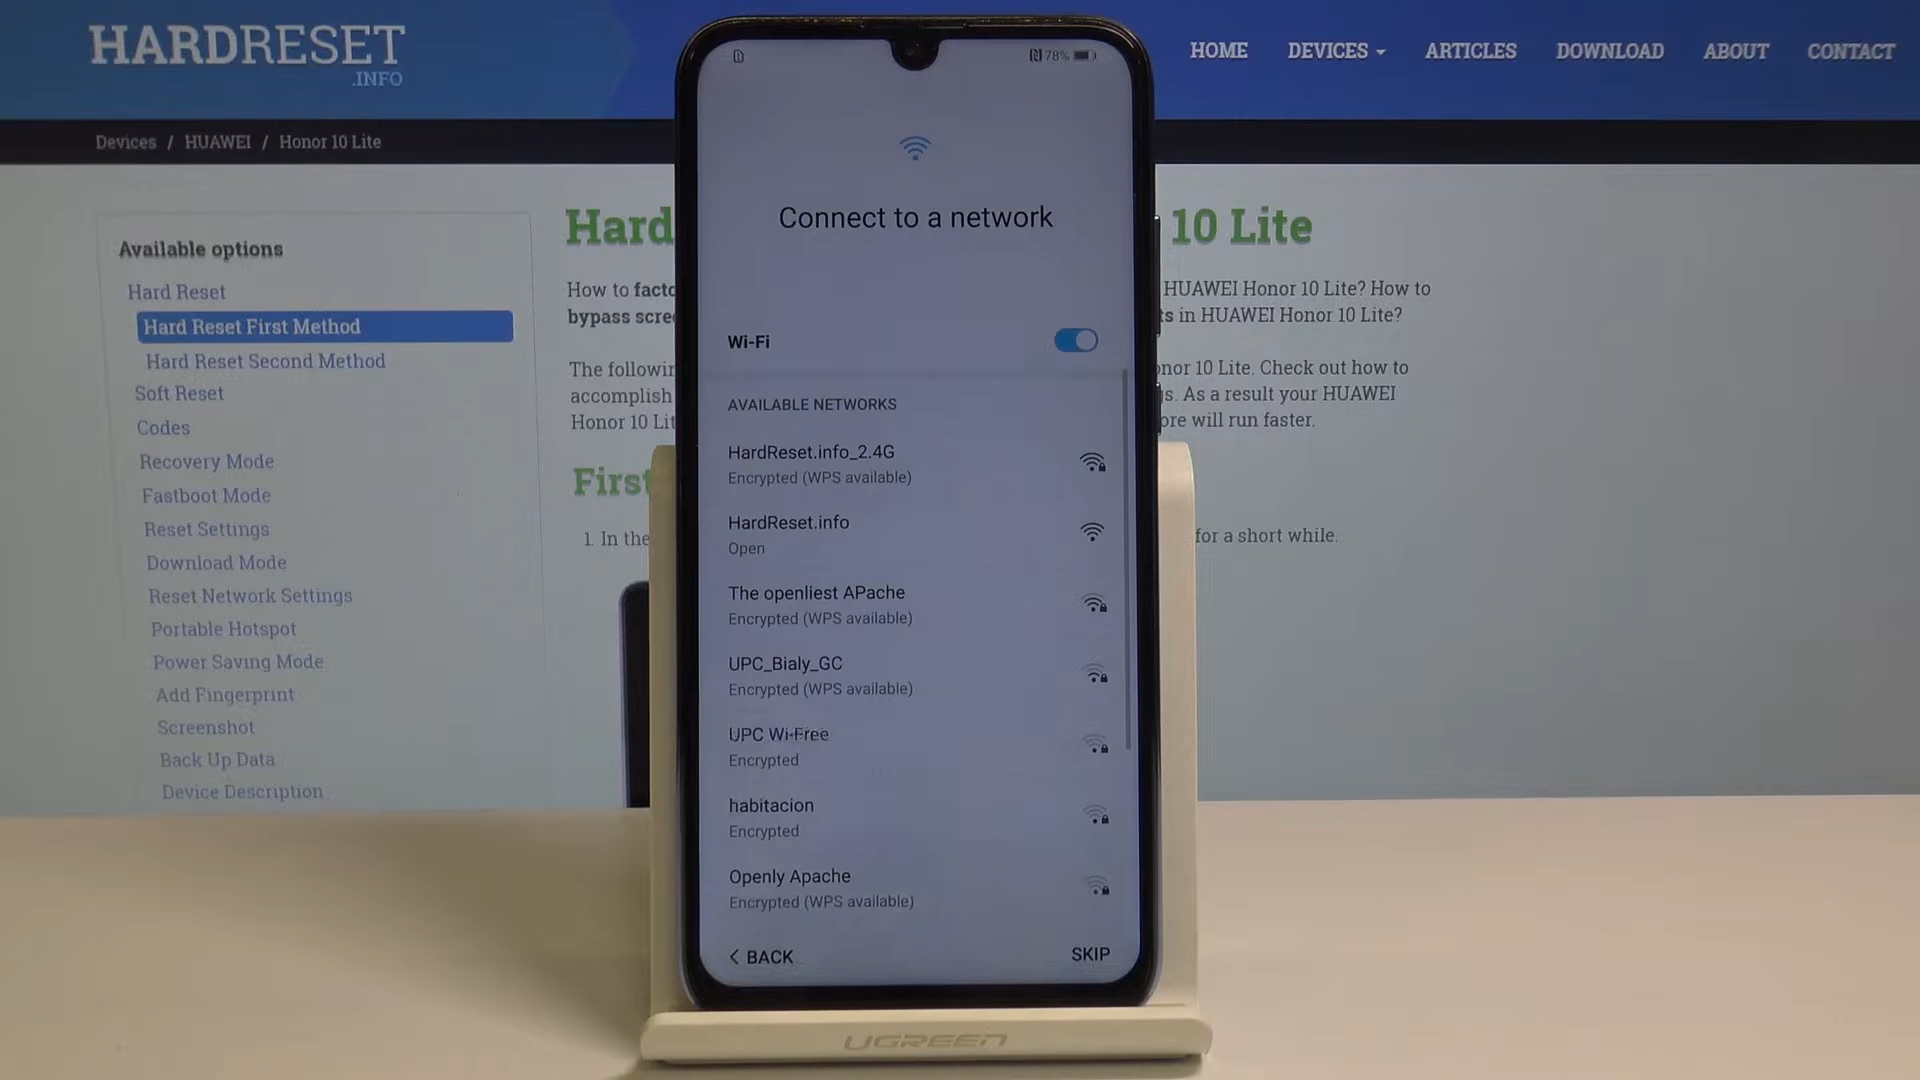 HARDRESET
.INFO
HOME DEVICES ARTICLES DOWNLOAD ABOUT CONTACT
Devices / HUAWEI / Honor 10 Lite
Available options
Hard Reset
Hard Reset First Method
Hard Reset Second Method
Soft Reset
Codes
Recovery Mode
Fastboot Mode
Reset Settings
Download Mode
Reset Network Settings
Portable Hotspot
Power Saving Mode
Add Fingerprint
Screenshot
Back Up Data
Device Description
Hard 10 Lite
How to facto HUAWEI Honor 10 Lite? How to
bypass scree s in HUAWEI Honor 10 Lite?
The followin onor 10 Lite. Check out how to
accomplish s. As a result your HUAWEI
Honor 10 Lit ore will run faster.
First
1. In the for a short while.
78%
Connect to a network
Wi-Fi
AVAILABLE NETWORKS
HardReset.info_2.4G
Encrypted (WPS available)
HardReset.info
Open
The openliest APache
Encrypted (WPS available)
UPC_Bialy_GC
Encrypted (WPS available)
UPC Wi-Free
Encrypted
habitacion
Encrypted
Openly Apache
Encrypted (WPS available)
< BACK SKIP
UGREEN